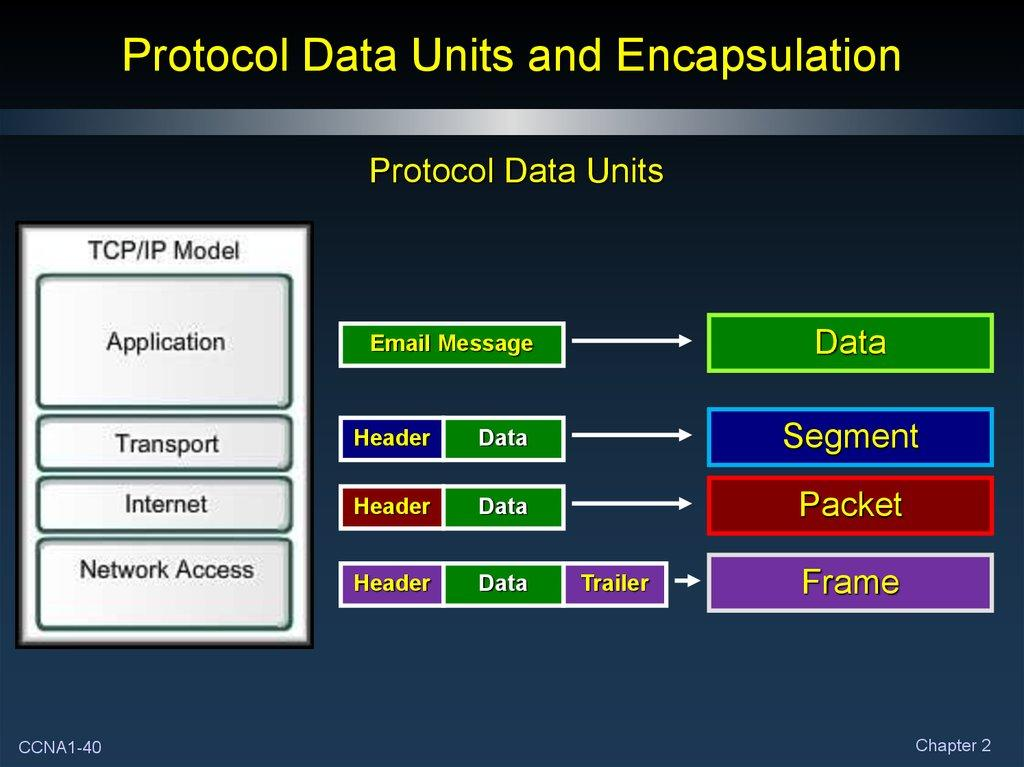 Protocol Data Units and Encapsulation
Protocol Data Units
TCP/IP Model
Application
Email Message
Data
Transport
Header Data
Segment
Internet
Header Data
Packet
Network Access
Header Data Trailer
Frame
CCNA1-40
Chapter 2